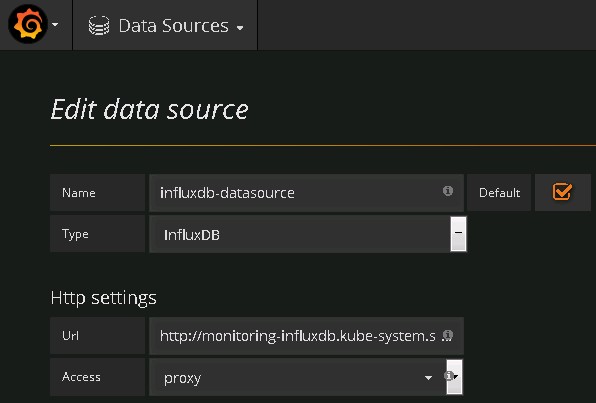 Data Sources
Edit data source
Name influxdb-datasource Default
Type InfluxDB
Http settings
Url http://monitoring-influxdb.kube-system.s ...
Access proxy